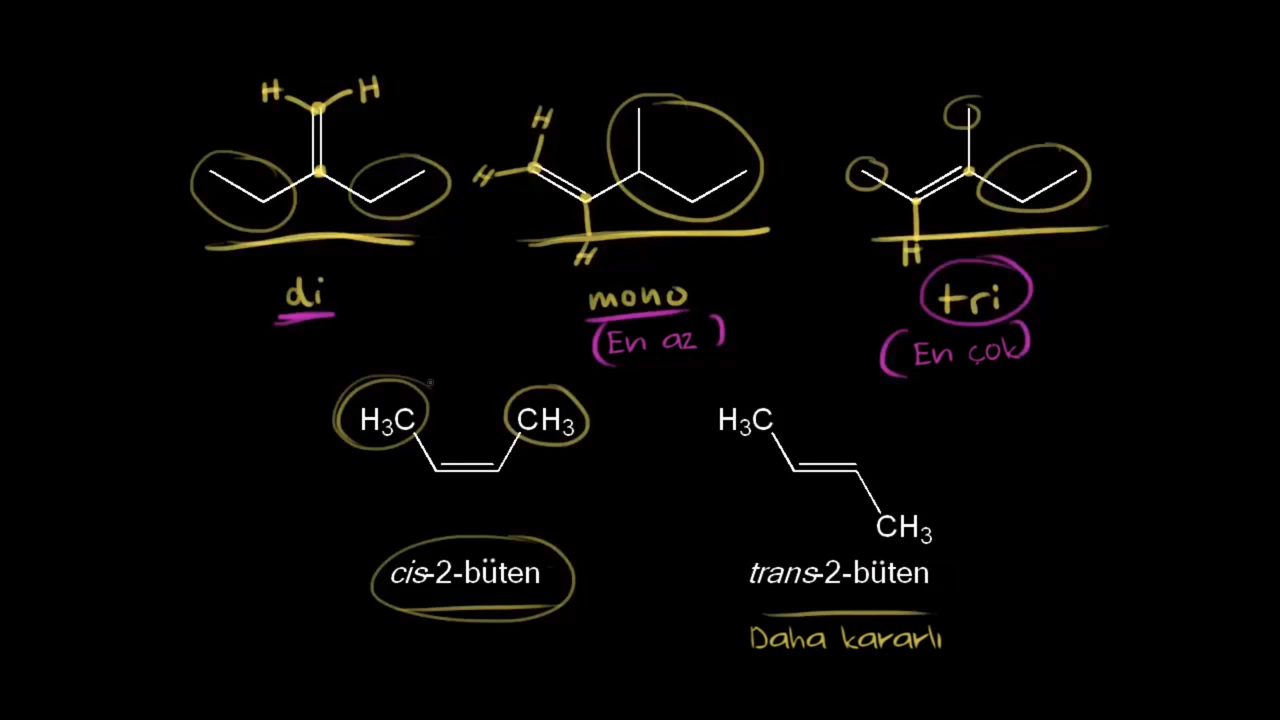 H H
H
H
H
H
di
mono
tri
(En az)
(En çok)
H₃C CH₃
H₃C
CH₃
cis-2-büten
trans-2-büten
Daha kararlı